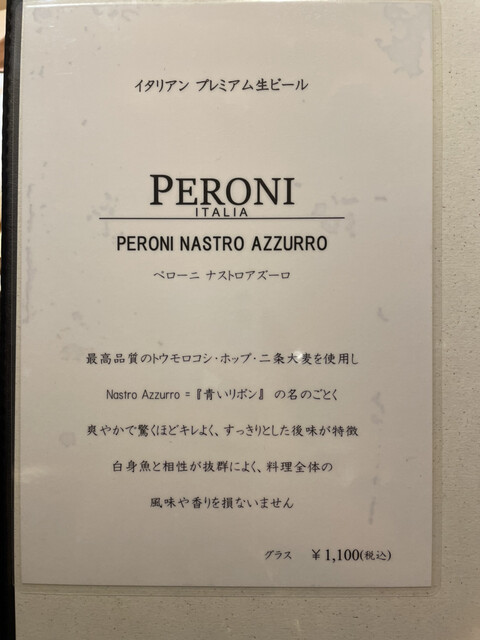 イタリアン プレミアム生ビール
PERONI
ITALIA
PERONI NASTRO AZZURRO
ペローニ ナストロアズーロ
最高品質のトウモロコシ・ホップ・二条大麦を使用し
Nastro Azzurro = 『青いリボン』 の名のごとく
爽やかで驚くほどキレよく、すっきりとした後味が特徴
白身魚と相性が抜群によく、料理全体の
風味や香りを損ないません
グラス ￥1,100(税込)